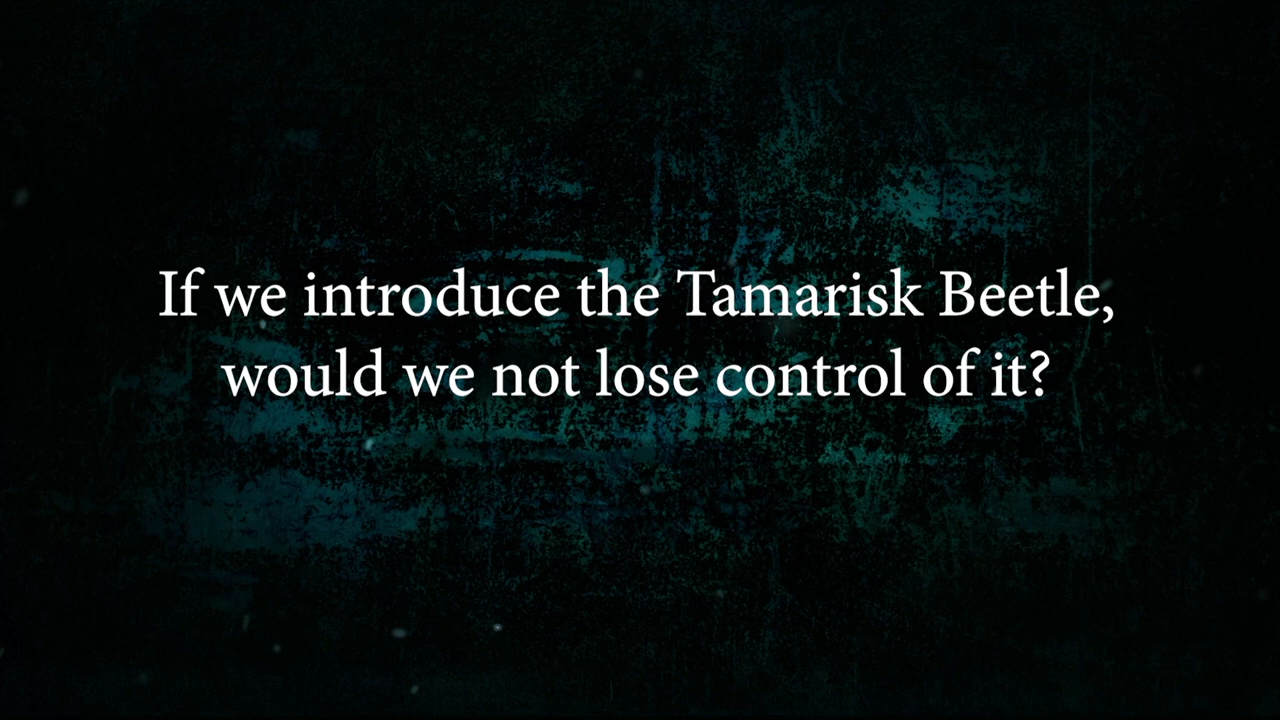 If we introduce the Tamarisk Beetle,
would we not lose control of it?